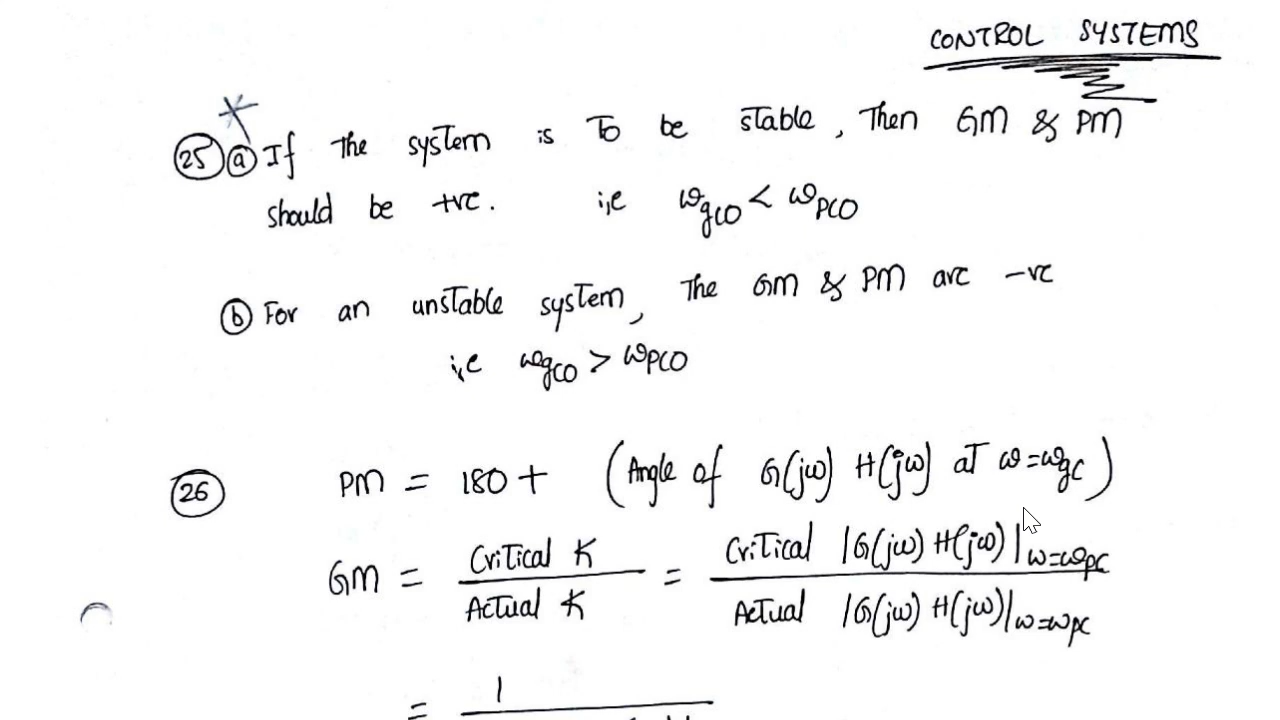 CONTROL SYSTEMS
(25) (a) If the system is to be stable, then GM & PM
should be +ve. i,e ωgco < ωpco
(b) For an unstable system, the GM & PM are -ve
i,e ωgco > ωpco
(26) PM = 180 + (Angle of G(jω) H(jω) at ω=ωgc)
GM = Critical K / Actual K = Critical |G(jω) H(jω)|ω=ωpc / Actual |G(jω) H(jω)|ω=ωpc
= 1